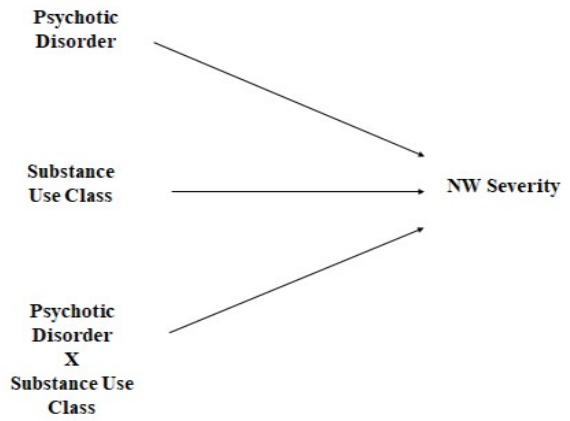 Psychotic
Disorder
Substance
Use Class
NW Severity
Psychotic
Disorder
X
Substance Use
Class